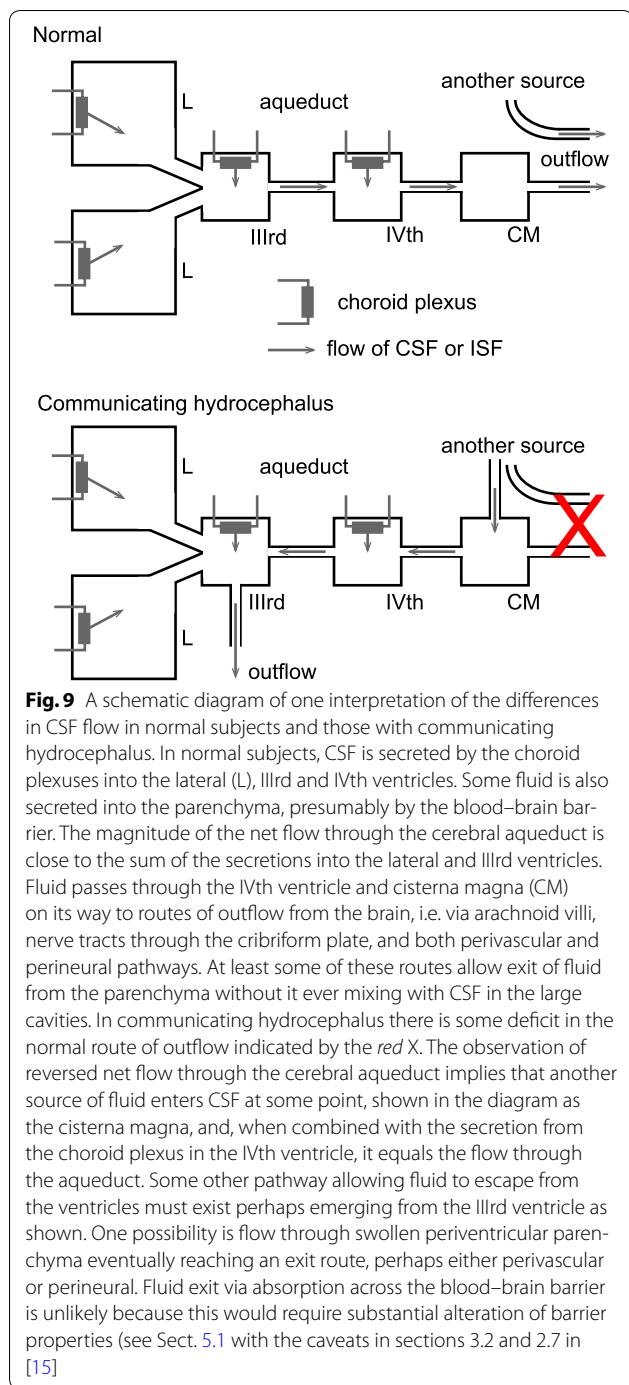 Normal
another source
L
aqueduct
outflow
IIIrd
IVth
CM
L
choroid plexus
flow of CSF or ISF
Communicating hydrocephalus
another source
L
aqueduct
X
IIIrd
IVth
CM
L
outflow
Fig. 9 A schematic diagram of one interpretation of the differences
in CSF flow in normal subjects and those with communicating
hydrocephalus. In normal subjects, CSF is secreted by the choroid
plexuses into the lateral (L), IIIrd and IVth ventricles. Some fluid is also
secreted into the parenchyma, presumably by the blood–brain bar-
rier. The magnitude of the net flow through the cerebral aqueduct is
close to the sum of the secretions into the lateral and IIIrd ventricles.
Fluid passes through the IVth ventricle and cisterna magna (CM)
on its way to routes of outflow from the brain, i.e. via arachnoid villi,
nerve tracts through the cribriform plate, and both perivascular and
perineural pathways. At least some of these routes allow exit of fluid
from the parenchyma without it ever mixing with CSF in the large
cavities. In communicating hydrocephalus there is some deficit in the
normal route of outflow indicated by the red X. The observation of
reversed net flow through the cerebral aqueduct implies that another
source of fluid enters CSF at some point, shown in the diagram as
the cisterna magna, and, when combined with the secretion from
the choroid plexus in the IVth ventricle, it equals the flow through
the aqueduct. Some other pathway allowing fluid to escape from
the ventricles must exist perhaps emerging from the IIIrd ventricle as
shown. One possibility is flow through swollen periventricular paren-
chyma eventually reaching an exit route, perhaps either perivascular
or perineural. Fluid exit via absorption across the blood–brain barrier
is unlikely because this would require substantial alteration of barrier
properties (see Sect. 5.1 with the caveats in sections 3.2 and 2.7 in
[15]